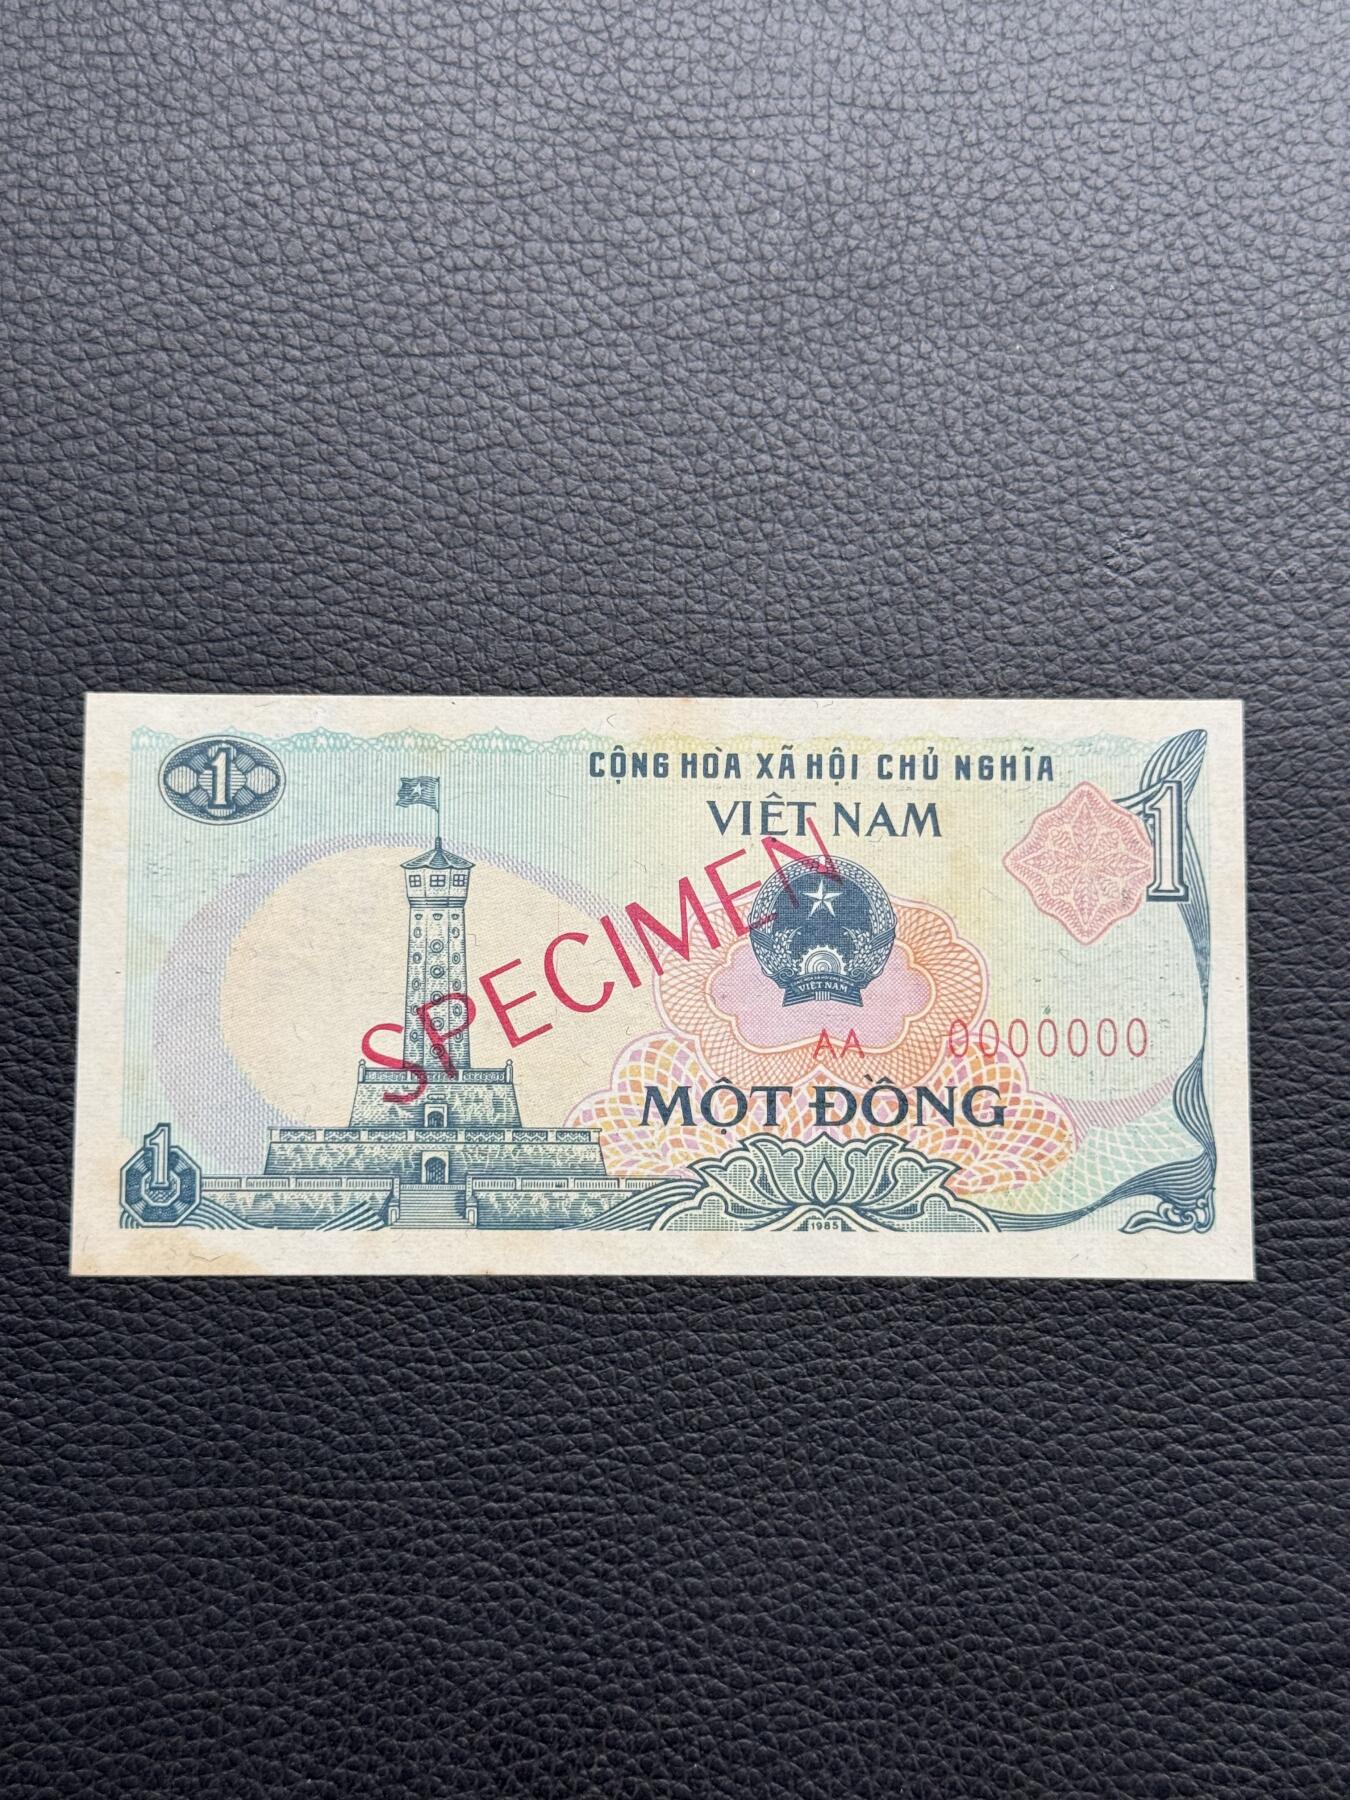 1
CỘNG HÒA XÃ HỘI CHỦ NGHĨA
VIỆT NAM
1
SPECIMEN
VIỆT NAM
AA 0000000
MỘT ĐỒNG
1
1985